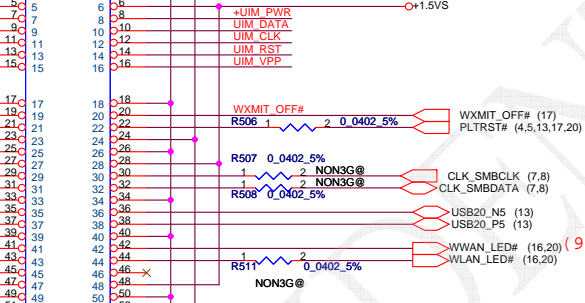 5 5 6 6 +1.5VS
7 7 8 8 +UIM_PWR
9 9 10 10 UIM_DATA
11 11 12 12 UIM_CLK
13 13 14 14 UIM_RST
15 15 16 16 UIM_VPP
17 17 18 18
19 19 20 20 WXMIT_OFF# WXMIT_OFF# (17)
21 21 22 22 R506 1 2 0_0402_5% PLTRST# (4,5,13,17,20)
23 23 24 24
25 25 26 26
27 27 28 28 R507 0_0402_5%
29 29 30 30 1 2 NON3G@ CLK_SMBCLK (7,8)
31 31 32 32 1 2 NON3G@ CLK_SMBDATA (7,8)
33 33 34 34 R508 0_0402_5%
35 35 36 36 USB20_N5 (13)
37 37 38 38 USB20_P5 (13)
39 39 40 40
41 41 42 42 WWAN_LED# (16,20) ( 9
43 43 44 44 1 2 WLAN_LED# (16,20)
45 45 46 46 R511 0_0402_5%
47 47 48 48 NON3G@
49 49 50 50